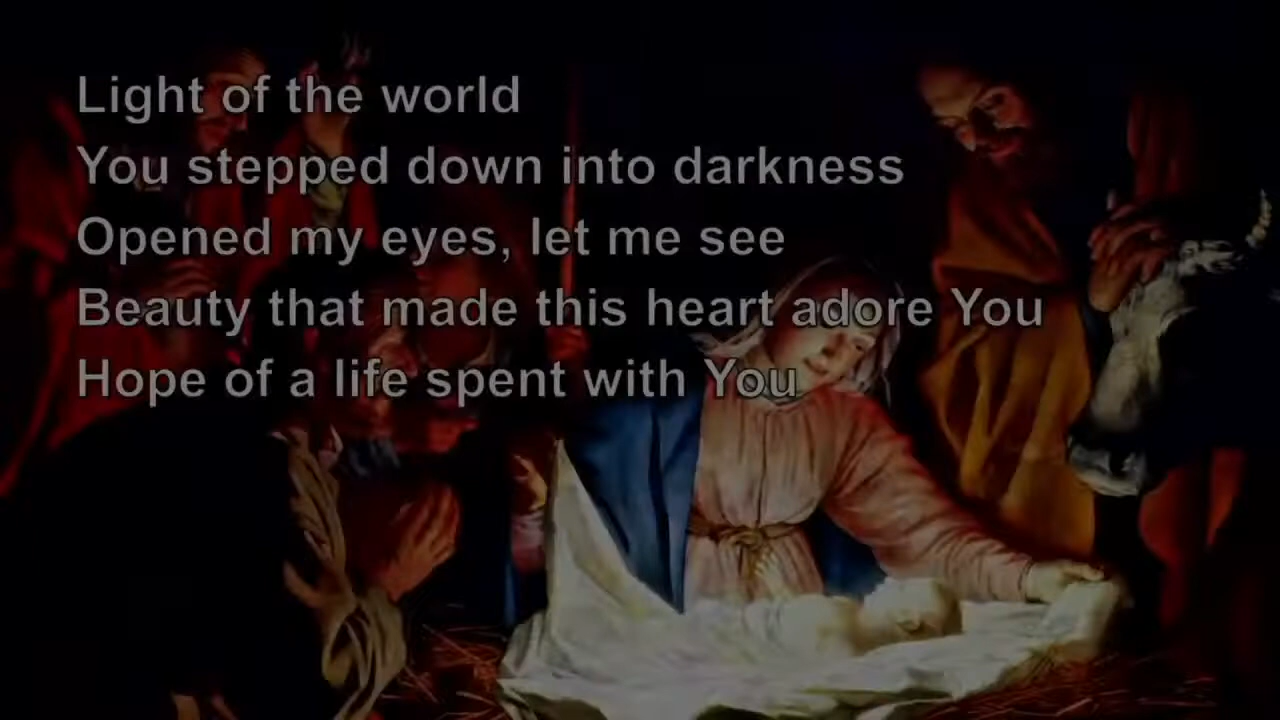 Light of the world
You stepped down into darkness
Opened my eyes, let me see
Beauty that made this heart adore You
Hope of a life spent with You